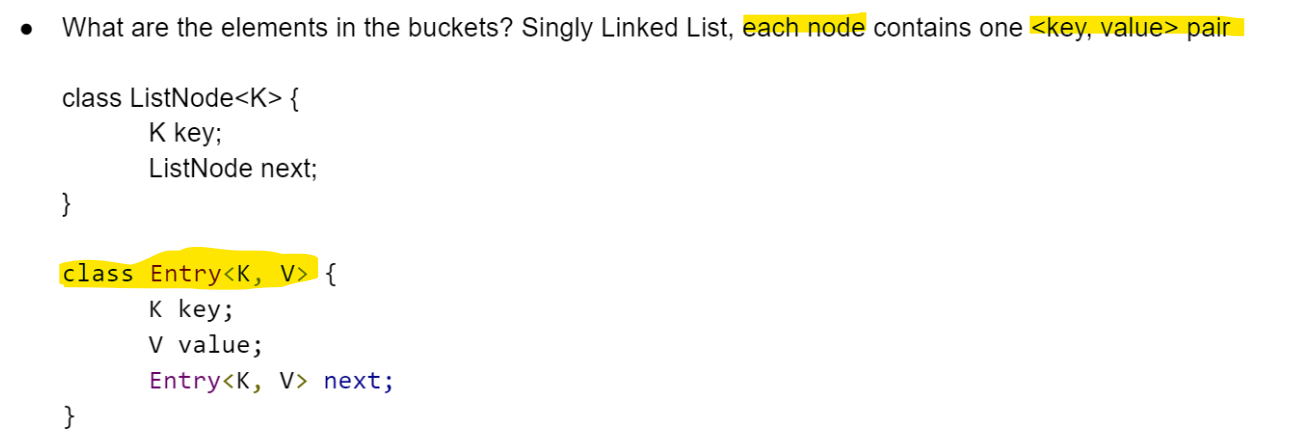 ● What are the elements in the buckets? Singly Linked List, each node contains one <key, value> pair
class ListNode<K> {
K key;
ListNode next;
}
class Entry<K, V> {
K key;
V value;
Entry<K, V> next;
}